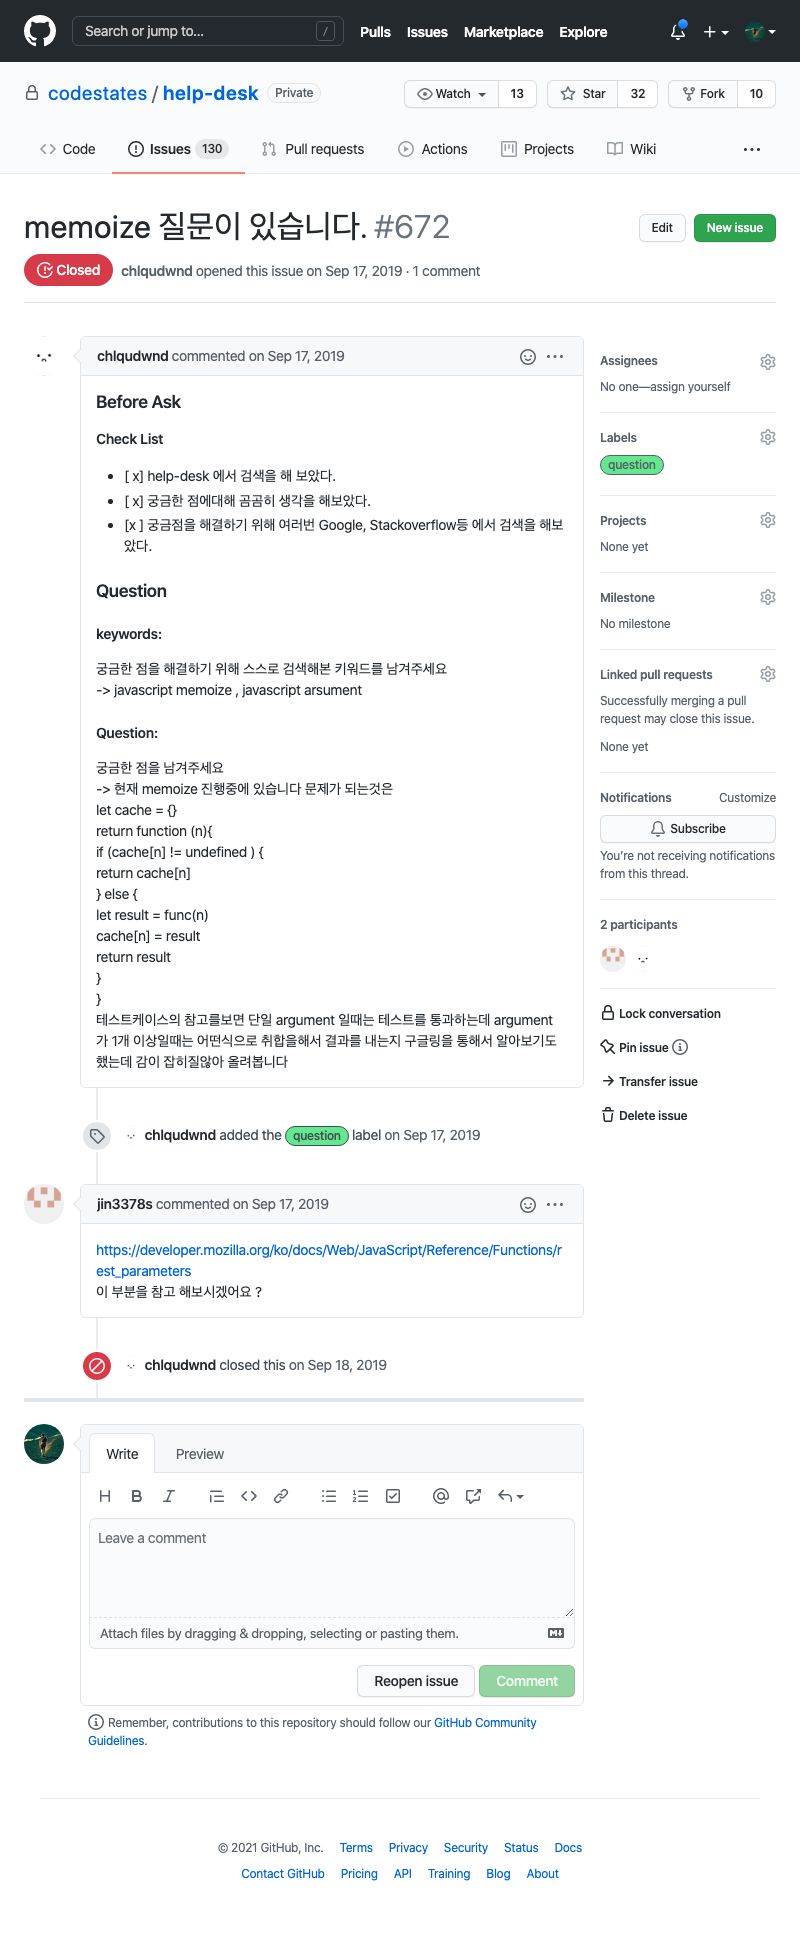 Search or jump to... /
Pulls Issues Marketplace Explore
codestates / help-desk Private
Watch 13 Star 32 Fork 10
Code Issues 130 Pull requests Actions Projects Wiki ...
memoize 질문이 있습니다. #672
Edit New issue
Closed chlqudwnd opened this issue on Sep 17, 2019 · 1 comment
chlqudwnd commented on Sep 17, 2019
Before Ask
Check List
• [ x] help-desk 에서 검색을 해 보았다.
• [ x] 궁금한 점에대해 곰곰히 생각을 해보았다.
• [x ] 궁금점을 해결하기 위해 여러번 Google, Stackoverflow등 에서 검색을 해보
았다.
Question
keywords:
궁금한 점을 해결하기 위해 스스로 검색해본 키워드를 남겨주세요
-> javascript memoize , javascript arsument
Question:
궁금한 점을 남겨주세요
-> 현재 memoize 진행중에 있습니다 문제가 되는것은
let cache = {}
return function (n){
if (cache[n] != undefined ) {
return cache[n]
} else {
let result = func(n)
cache[n] = result
return result
}
}
테스트케이스의 참고를보면 단일 argument 일때는 테스트를 통과하는데 argument
가 1개 이상일때는 어떤식으로 취합을해서 결과를 내는지 구글링을 통해서 알아보기도
했는데 감이 잡히질않아 올려봅니다
chlqudwnd added the question label on Sep 17, 2019
jin3378s commented on Sep 17, 2019
https://developer.mozilla.org/ko/docs/Web/JavaScript/Reference/Functions/r
est_parameters
이 부분을 참고 해보시겠어요 ?
chlqudwnd closed this on Sep 18, 2019
Write Preview
H B I @
Leave a comment
Attach files by dragging & dropping, selecting or pasting them.
Reopen issue Comment
Remember, contributions to this repository should follow our GitHub Community
Guidelines.
Assignees
No one—assign yourself
Labels
question
Projects
None yet
Milestone
No milestone
Linked pull requests
Successfully merging a pull
request may close this issue.
None yet
Notifications Customize
Subscribe
You're not receiving notifications
from this thread.
2 participants
Lock conversation
Pin issue
Transfer issue
Delete issue
© 2021 GitHub, Inc. Terms Privacy Security Status Docs
Contact GitHub Pricing API Training Blog About